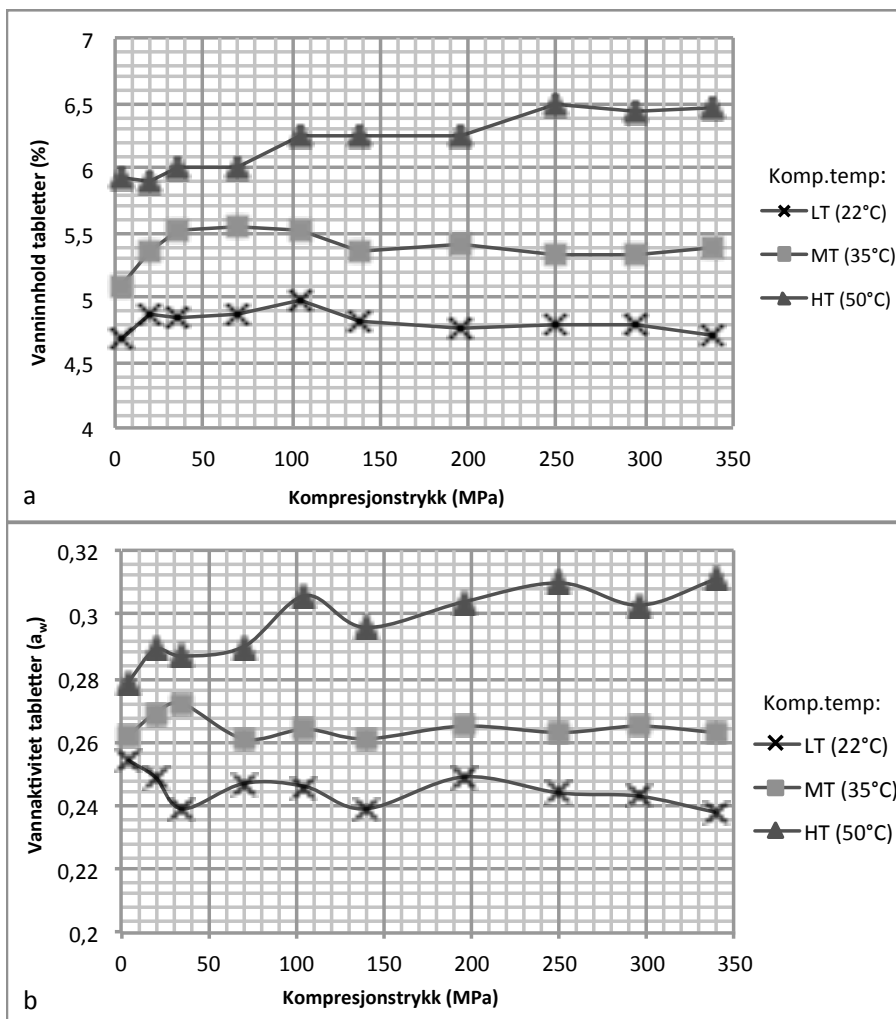 7
6,5
6
5,5
5
4,5
4
Vanninnhold tabletter (%)
0 50 100 150 200 250 300 350
Kompresjonstrykk (MPa)
a
Komp.temp:
LT (22°C)
MT (35°C)
HT (50°C)
0,32
0,3
0,28
0,26
0,24
0,22
0,2
Vannaktivitet tabletter (aw)
0 50 100 150 200 250 300 350
Kompresjonstrykk (MPa)
b
Komp.temp:
LT (22°C)
MT (35°C)
HT (50°C)